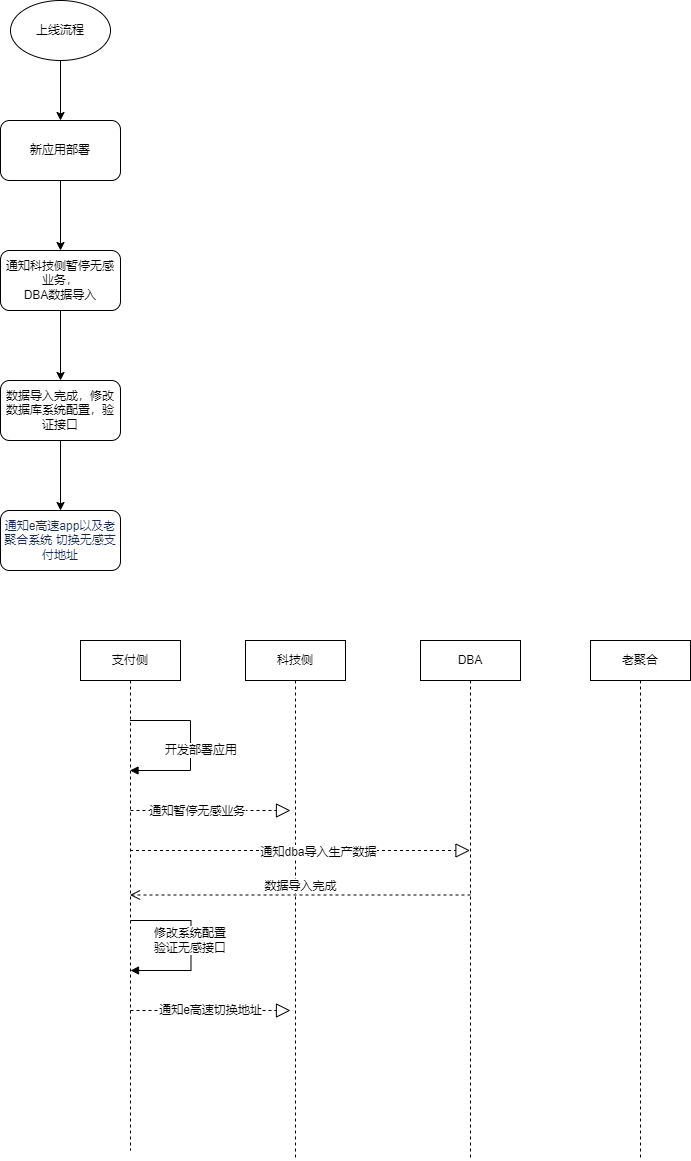 上线流程
新应用部署
通知科技侧暂停无感
业务，
DBA数据导入
数据导入完成，修改
数据库系统配置，验
证接口
通知e高速app以及老
聚合系统 切换无感支
付地址
支付侧
科技侧
DBA
老聚合
开发部署应用
通知暂停无感业务
通知dba导入生产数据
数据导入完成
修改系统配置
验证无感接口
通知e高速切换地址